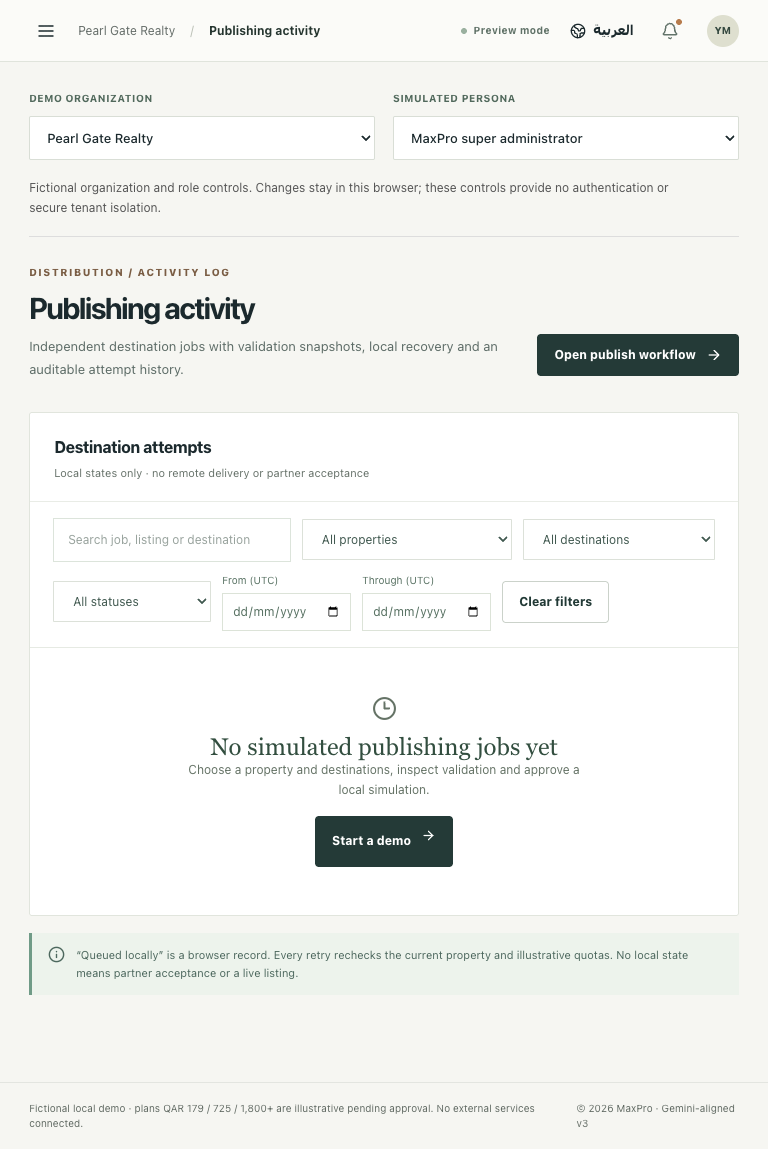 Pearl Gate Realty / Publishing activity
Preview mode
العربية
YM
DEMO ORGANIZATION
SIMULATED PERSONA
Pearl Gate Realty
MaxPro super administrator
Fictional organization and role controls. Changes stay in this browser; these controls provide no authentication or
secure tenant isolation.
DISTRIBUTION / ACTIVITY LOG
Publishing activity
Independent destination jobs with validation snapshots, local recovery and an
auditable attempt history.
Open publish workflow
Destination attempts
Local states only · no remote delivery or partner acceptance
Search job, listing or destination
All properties
All destinations
All statuses
From (UTC)
dd/mm/yyyy
Through (UTC)
dd/mm/yyyy
Clear filters
No simulated publishing jobs yet
Choose a property and destinations, inspect validation and approve a
local simulation.
Start a demo
“Queued locally” is a browser record. Every retry rechecks the current property and illustrative quotas. No local state
means partner acceptance or a live listing.
Fictional local demo · plans QAR 179 / 725 / 1,800+ are illustrative pending approval. No external services
connected.
© 2026 MaxPro · Gemini-aligned
v3